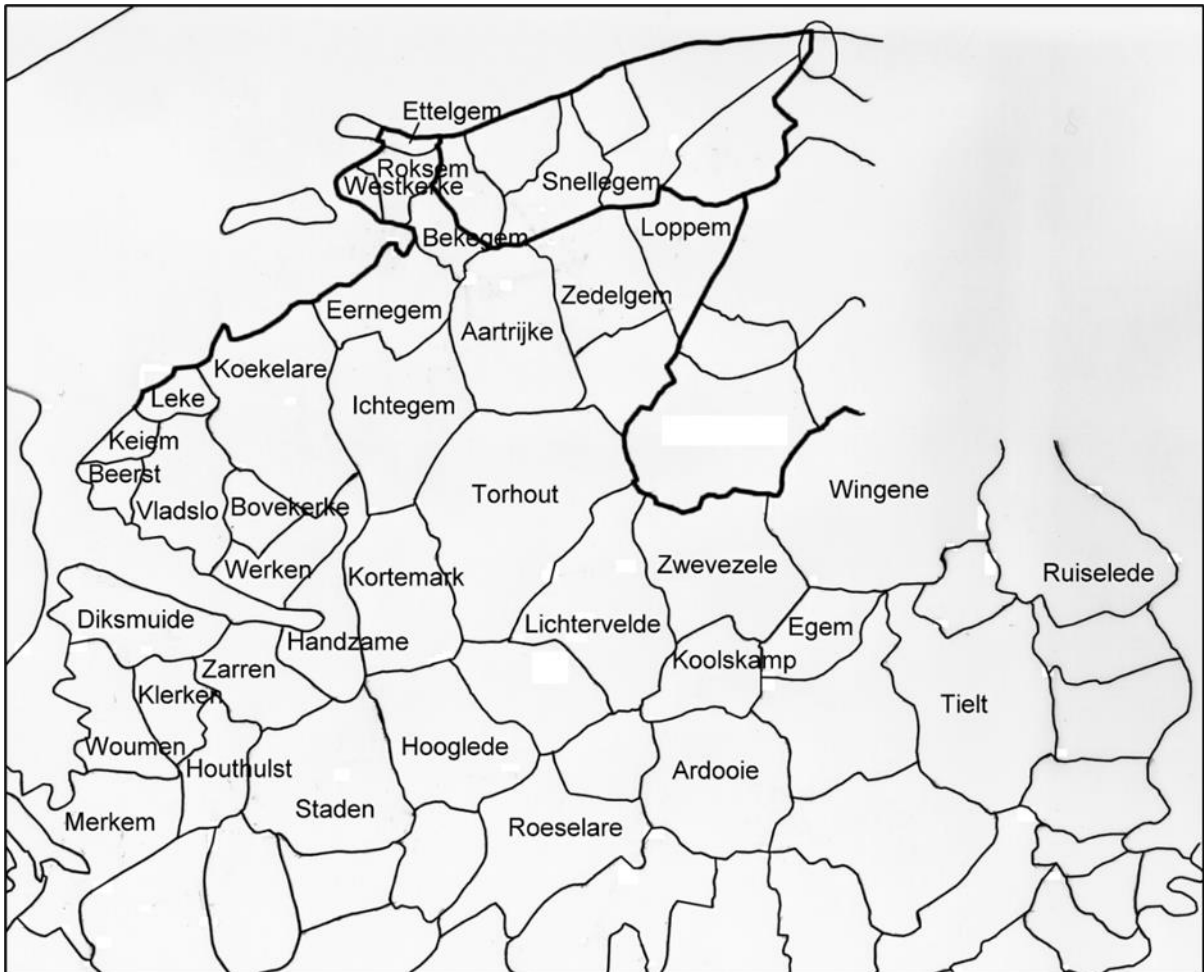 Ettelgem
Roksem
Westkerke
Snellegem
Bekegem
Loppem
Zedelgem
Eernegem
Aartrijke
Koekelare
Leke
Ichtegem
Keiem
Beerst
Torhout
Wingene
Vladslo
Bovekerke
Zwevezele
Werken
Kortemark
Ruiselede
Diksmuide
Lichtervelde
Egem
Handzame
Koolskamp
Zarren
Klerken
Tielt
Woumen
Hooglede
Houthulst
Ardooie
Staden
Merkem
Roeselare